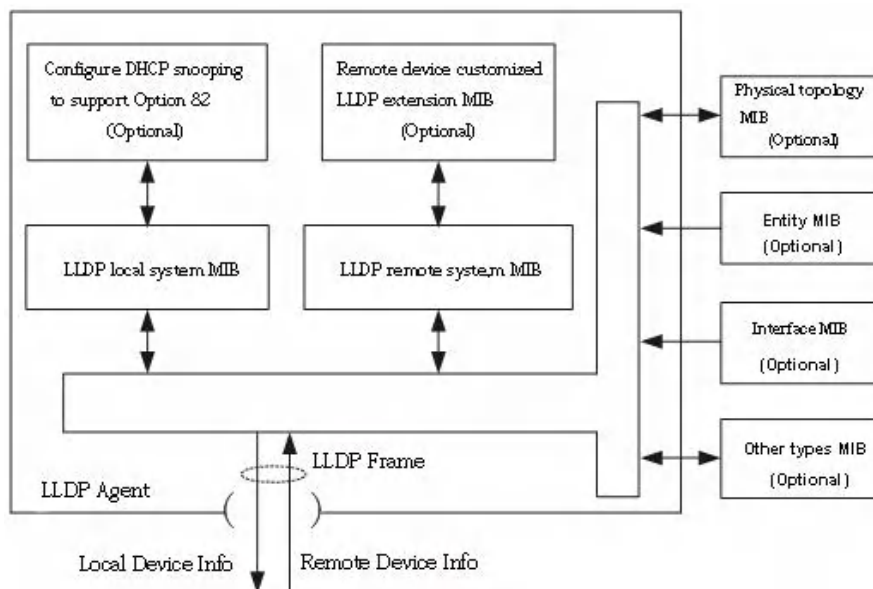 Configure DHCP snooping
to support Option 82
(Optional)
Remote device customized
LLDP extension MIB
(Optional)
Physical topology
MIB
(Optional)
LLDP local system MIB
LLDP remote syste,m MIB
Entity MIB
(Optional)
Interface MIB
(Optional)
Other types MIB
(Optional)
LLDP Frame
LLDP Agent
Local Device Info
Remote Device Info